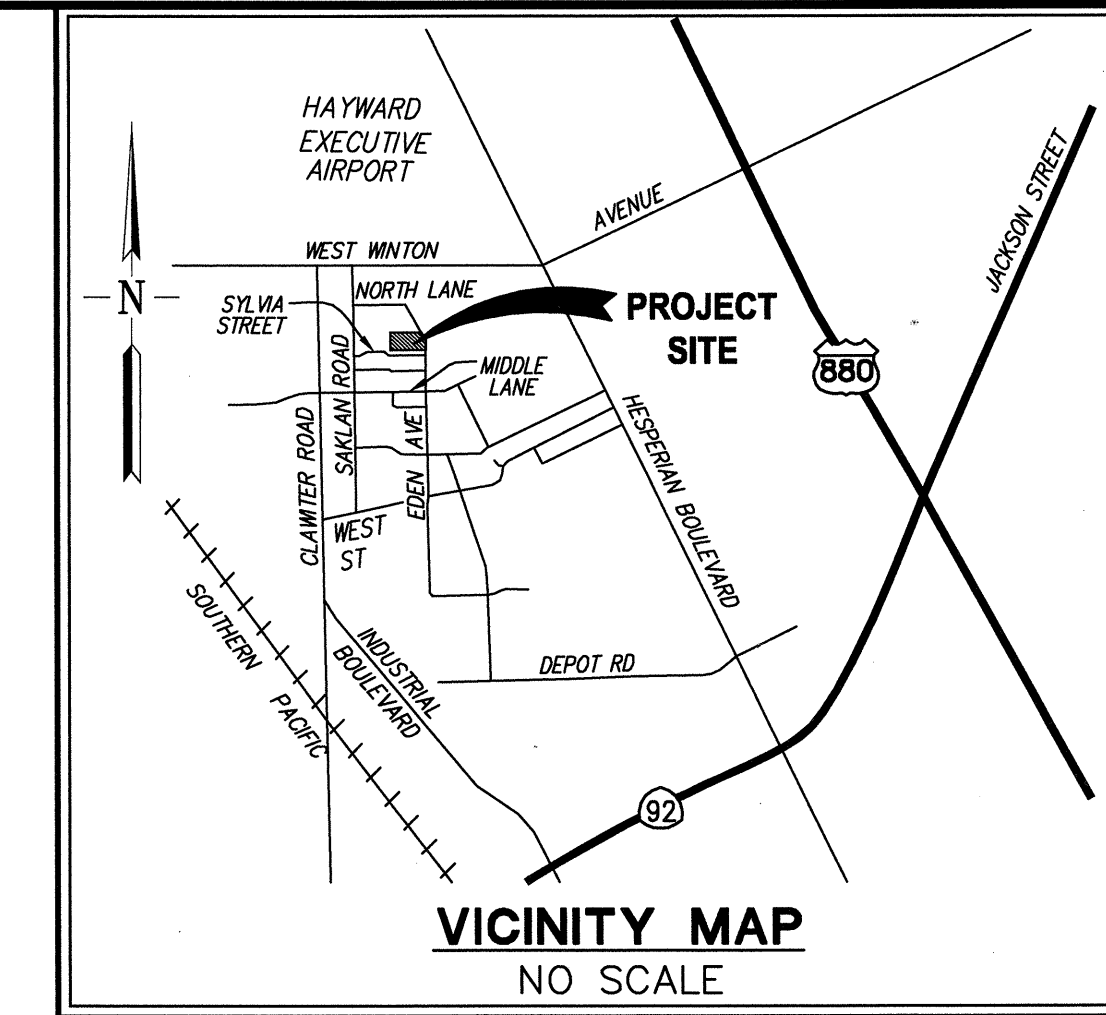 HAYWARD
EXECUTIVE
AIRPORT
AVENUE
JACKSON STREET
WEST WINTON
N
NORTH LANE
SYLVIA
STREET
PROJECT
SITE
SAKLAN ROAD
MIDDLE
LANE
880
CLAWITER ROAD
EDEN AVE
HESPERIAN BOULEVARD
WEST
ST
SOUTHERN
PACIFIC
INDUSTRIAL
BOULEVARD
DEPOT RD
92
VICINITY MAP
NO SCALE